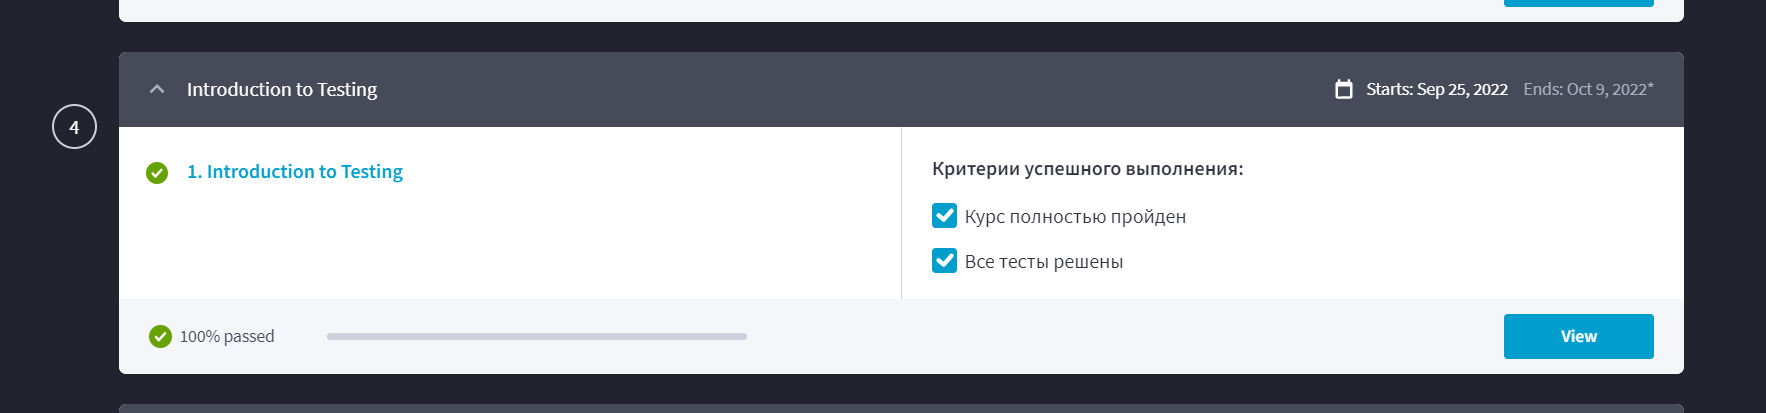 4
Introduction to Testing
Starts: Sep 25, 2022 Ends: Oct 9, 2022*
1. Introduction to Testing
Критерии успешного выполнения:
Курс полностью пройден
Все тесты решены
100% passed
View